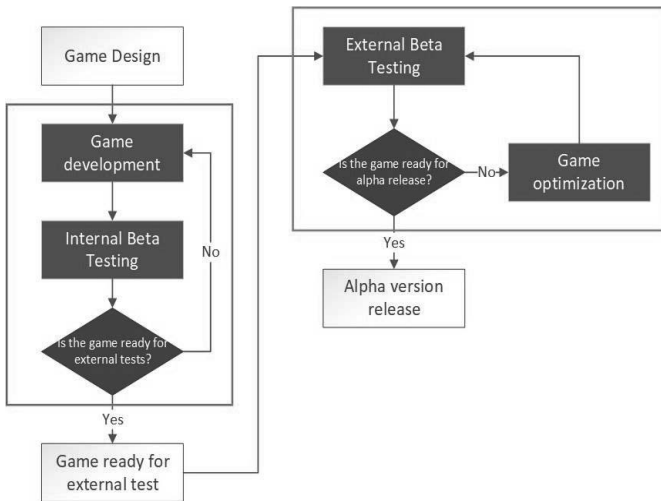 Game Design
Game
development
Internal Beta
Testing
No
Is the game ready for
external tests?
Yes
Game ready for
external test
External Beta
Testing
Is the game ready for
alpha release?
No
Game
optimization
Yes
Alpha version
release